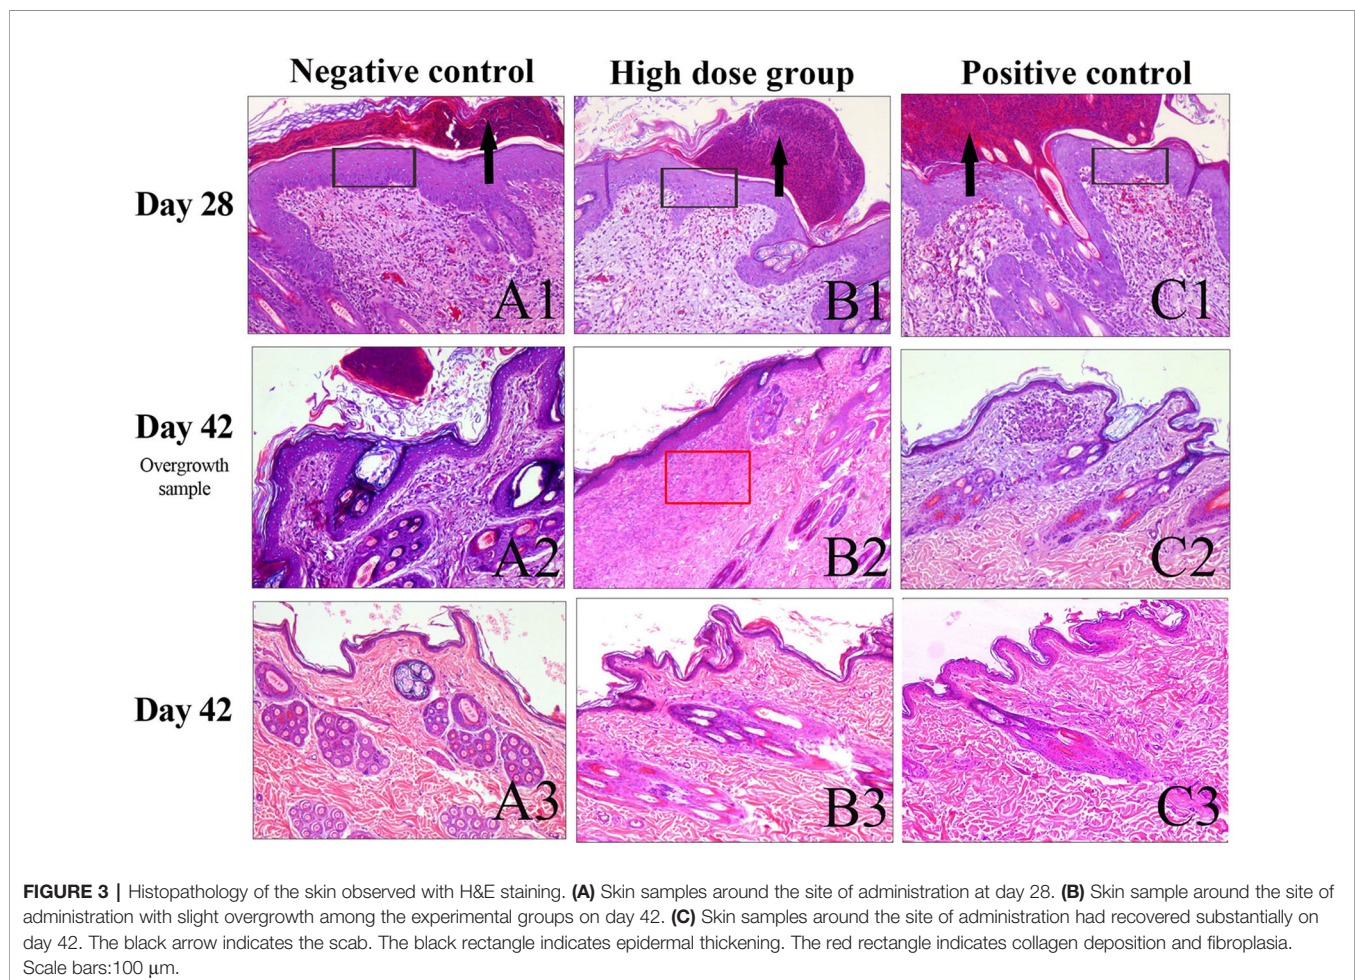 Negative control
High dose group
Positive control
Day 28
A1
B1
C1
Day 42
Overgrowth
sample
A2
B2
C2
Day 42
A3
B3
C3
FIGURE 3 | Histopathology of the skin observed with H&E staining. (A) Skin samples around the site of administration at day 28. (B) Skin sample around the site of
administration with slight overgrowth among the experimental groups on day 42. (C) Skin samples around the site of administration had recovered substantially on
day 42. The black arrow indicates the scab. The black rectangle indicates epidermal thickening. The red rectangle indicates collagen deposition and fibroplasia.
Scale bars:100 μm.